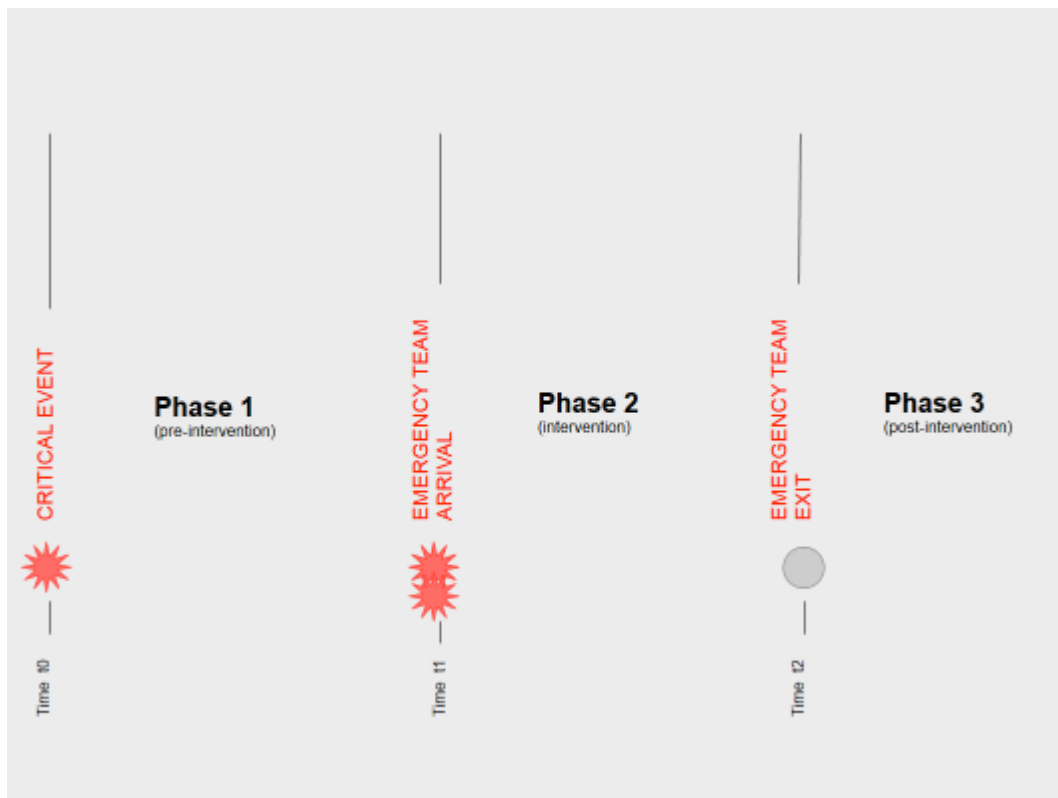 CRITICAL EVENT
Phase 1
(pre-intervention)
EMERGENCY TEAM
ARRIVAL
Phase 2
(intervention)
EMERGENCY TEAM
EXIT
Phase 3
(post-intervention)
Time t0
Time t1
Time t2